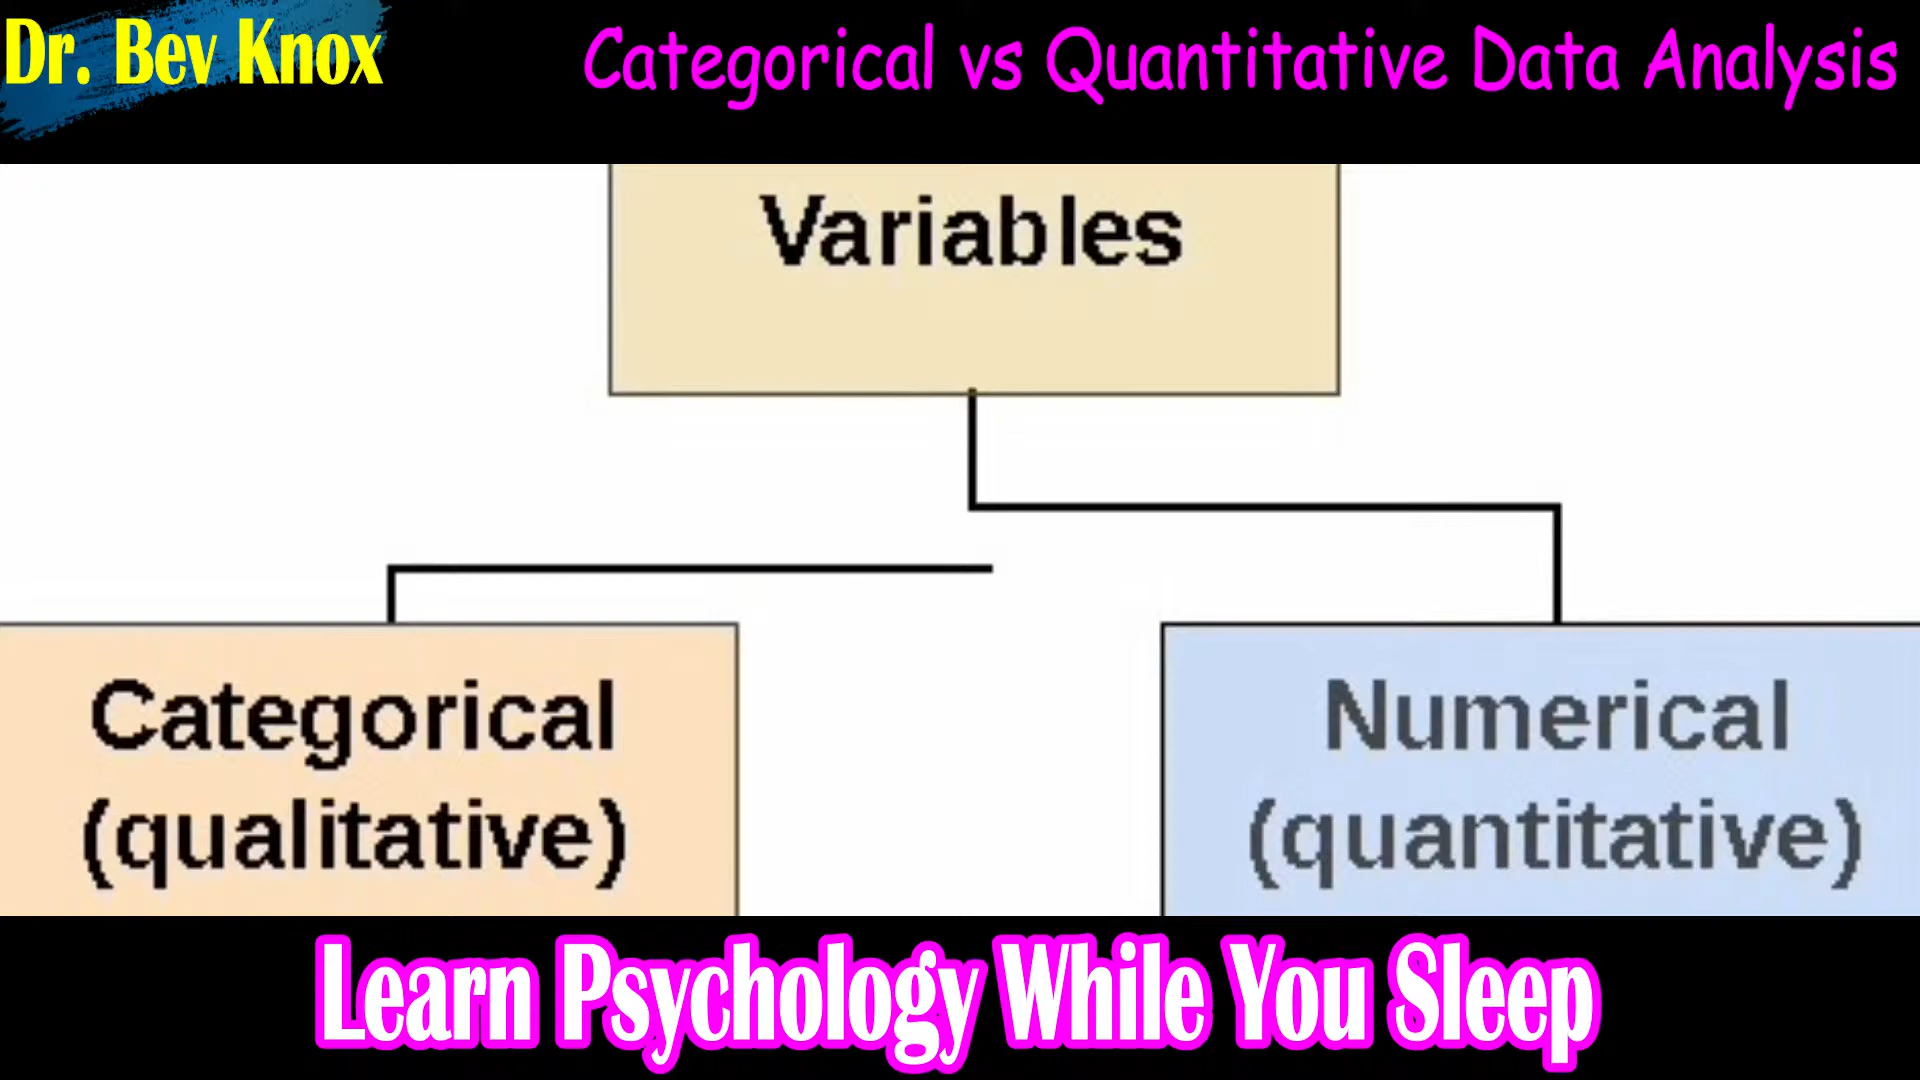 Dr. Bev Knox
Categorical vs Quantitative Data Analysis
Variables
Categorical
(qualitative)
Numerical
(quantitative)
Learn Psychology While You Sleep